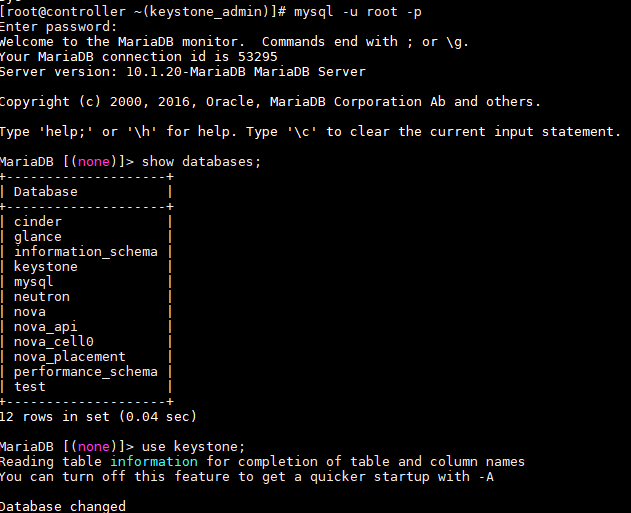 [root@controller ~(keystone_admin)]# mysql -u root -p
Enter password:
Welcome to the MariaDB monitor.  Commands end with ; or \g.
Your MariaDB connection id is 53295
Server version: 10.1.20-MariaDB MariaDB Server
Copyright (c) 2000, 2016, Oracle, MariaDB Corporation Ab and others.
Type 'help;' or '\h' for help. Type '\c' to clear the current input statement.
MariaDB [(none)]> show databases;
+--------------------+
| Database           |
+--------------------+
| cinder             |
| glance             |
| information_schema |
| keystone           |
| mysql              |
| neutron            |
| nova               |
| nova_api           |
| nova_cell0         |
| nova_placement     |
| performance_schema |
| test               |
+--------------------+
12 rows in set (0.04 sec)
MariaDB [(none)]> use keystone;
Reading table information for completion of table and column names
You can turn off this feature to get a quicker startup with -A
Database changed